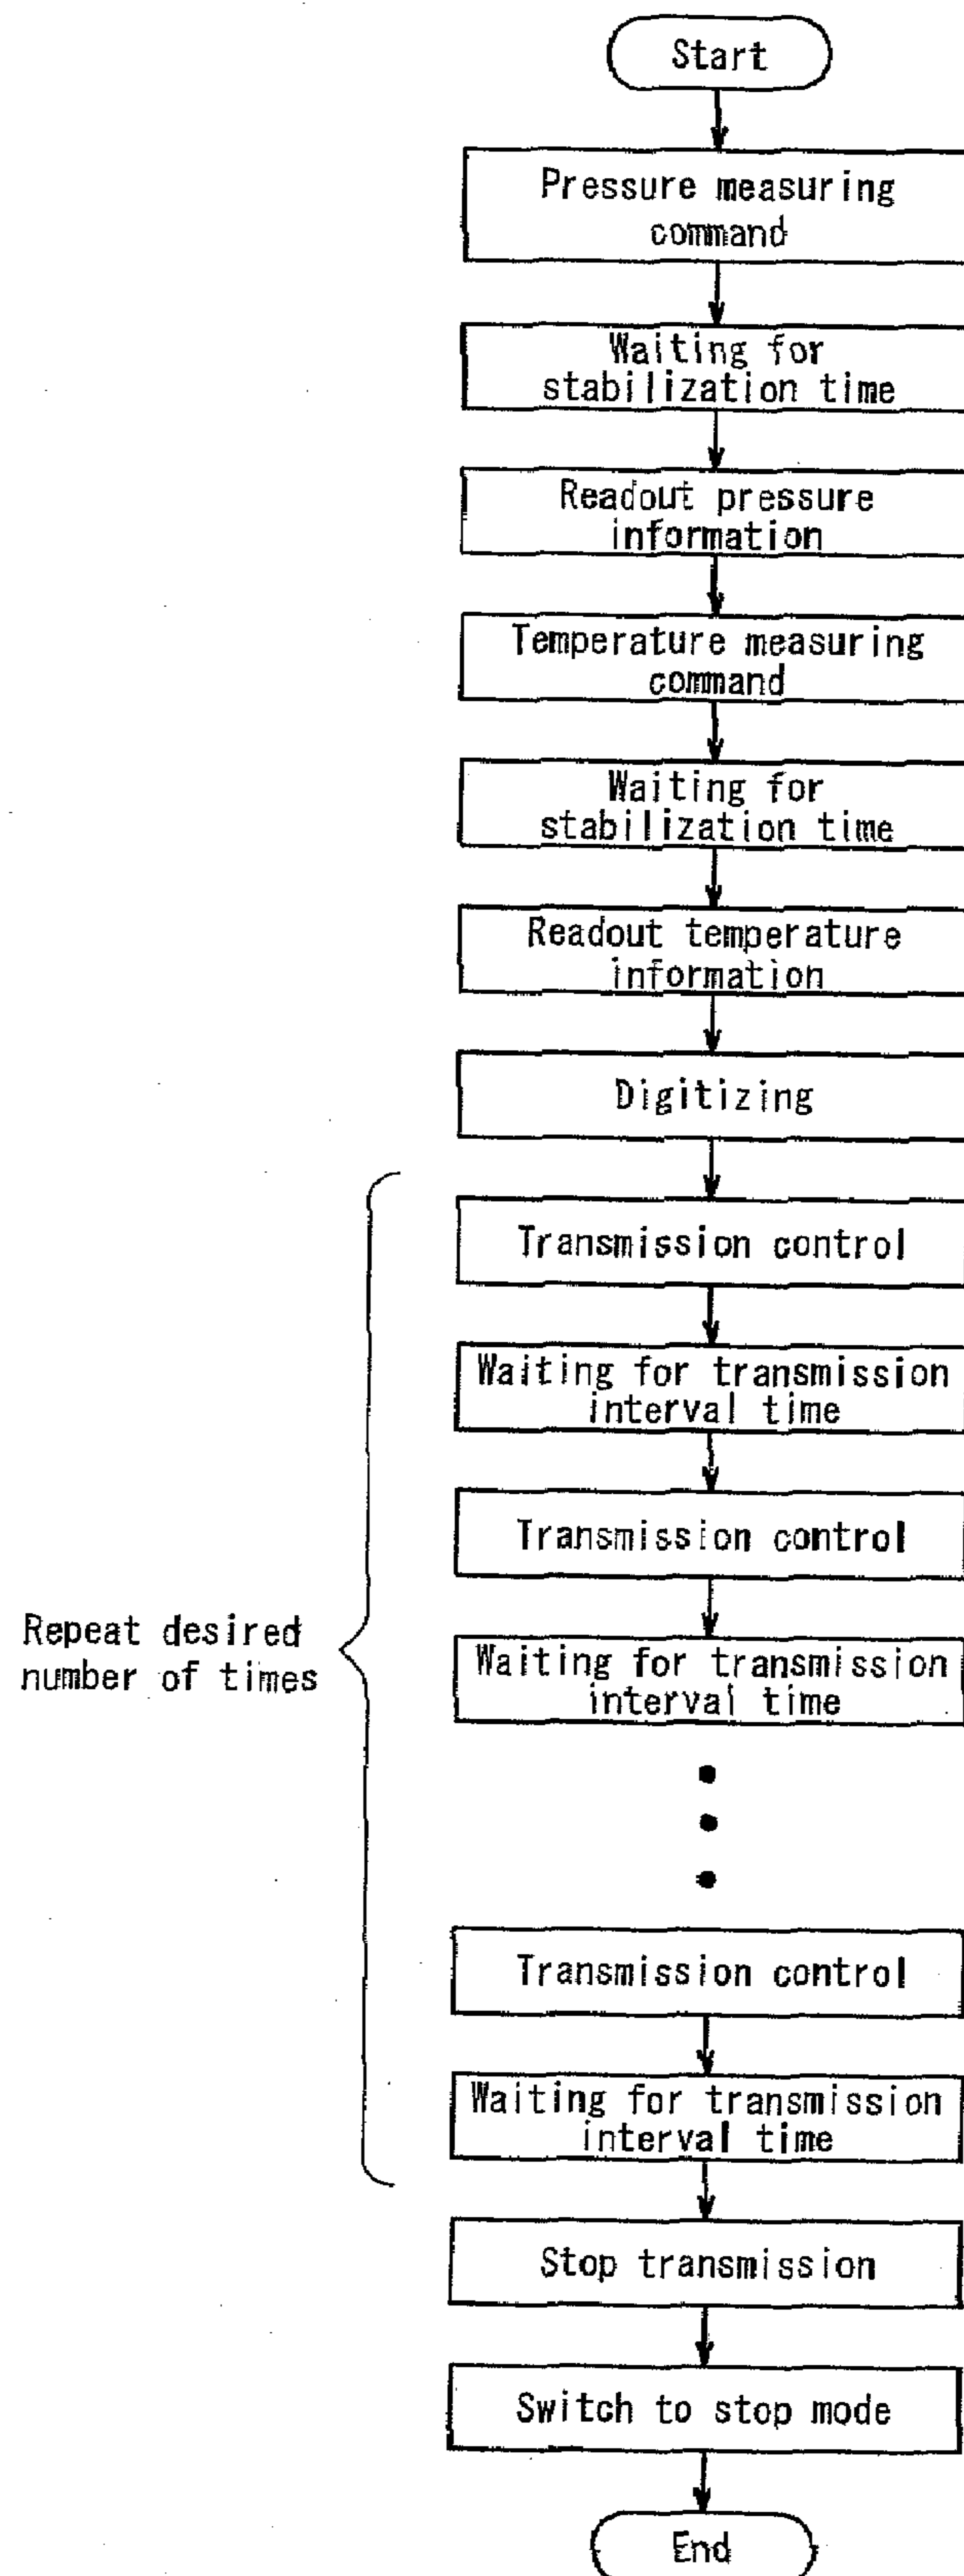 Start
Pressure measuring
command
Waiting for
stabilization time
Readout pressure
information
Temperature measuring
command
Waiting for
stabilization time
Readout temperature
information
Digitizing
Transmission control
Waiting for transmission
interval time
Transmission control
Waiting for transmission
interval time
Repeat desired
number of times
Transmission control
Waiting for transmission
interval time
Stop transmission
Switch to stop mode
End